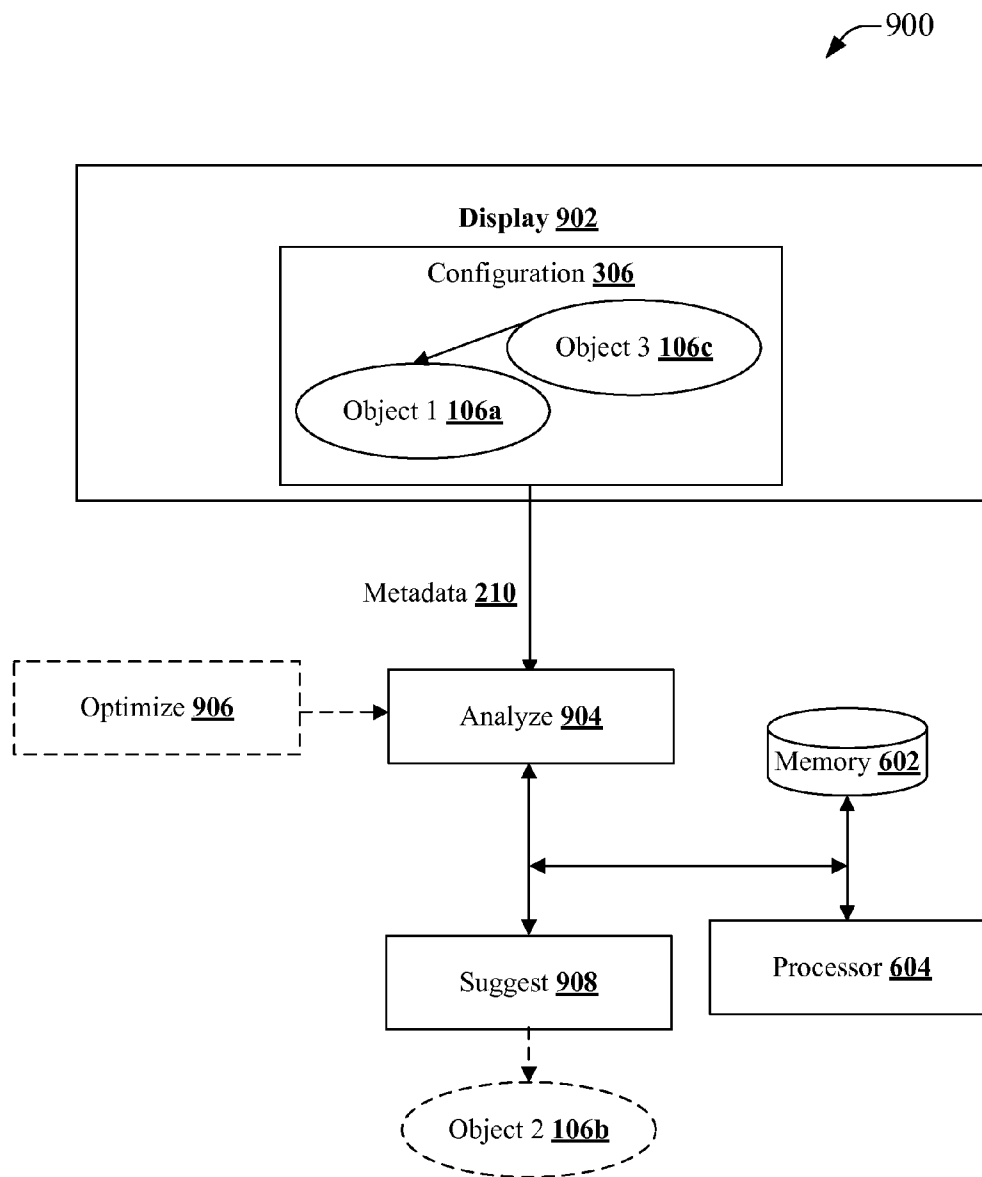 900
Display 902
Configuration 306
Object 3 106c
Object 1 106a
Metadata 210
Optimize 906
Analyze 904
Memory 602
Suggest 908
Processor 604
Object 2 106b